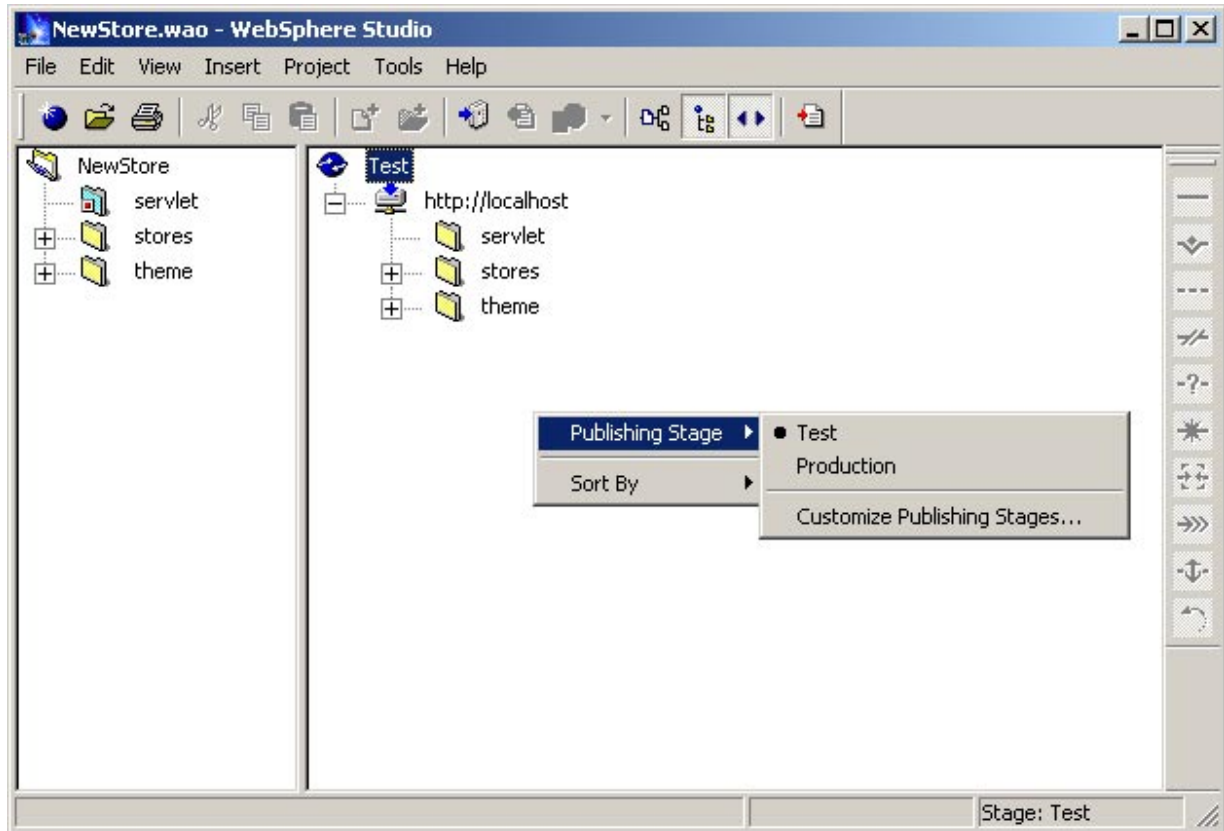 NewStore.wao - WebSphere Studio
File Edit View Insert Project Tools Help
NewStore
servlet
stores
theme
Test
http://localhost
servlet
stores
theme
-?-
Publishing Stage
Sort By
Test
Production
Customize Publishing Stages...
Stage: Test